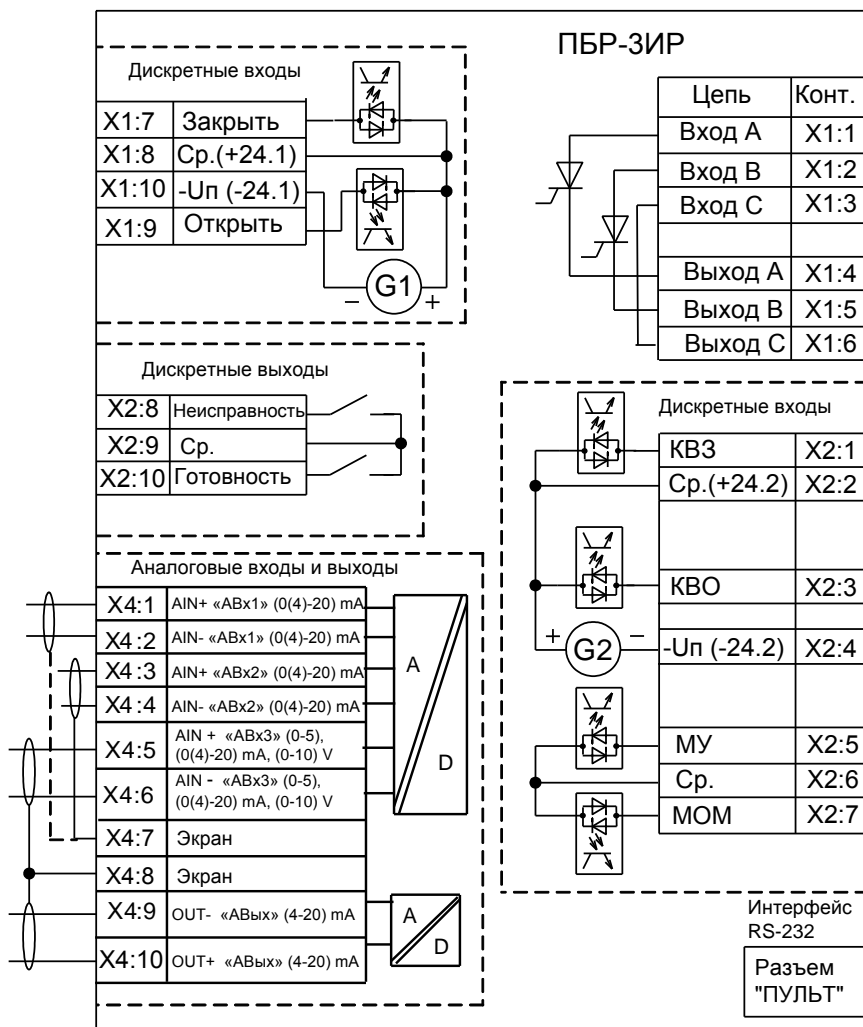 ПБР-3ИР
Дискретные входы
X1:7 Закрыть
X1:8 Ср.(+24.1)
X1:10 -Uп (-24.1)
X1:9 Открыть
− G1 +
Цепь Конт.
Вход А X1:1
Вход В X1:2
Вход С X1:3
Выход А X1:4
Выход В X1:5
Выход С X1:6
Дискретные выходы
X2:8 Неисправность
X2:9 Ср.
X2:10 Готовность
Дискретные входы
КВЗ X2:1
Ср.(+24.2) X2:2
КВО X2:3
+ G2 −
-Uп (-24.2) X2:4
МУ X2:5
Ср. X2:6
МОМ X2:7
Аналоговые входы и выходы
X4:1 AIN+ «АВх1» (0(4)-20) mA
X4:2 AIN- «АВх1» (0(4)-20) mA
X4:3 AIN+ «АВх2» (0(4)-20) mA
X4:4 AIN- «АВх2» (0(4)-20) mA
X4:5 AIN + «АВх3» (0-5),
(0(4)-20) mA, (0-10) V
X4:6 AIN - «АВх3» (0-5),
(0(4)-20) mA, (0-10) V
A
D
X4:7 Экран
X4:8 Экран
X4:9 OUT- «АВых» (4-20) mA
X4:10 OUT+ «АВых» (4-20) mA
A
D
Интерфейс
RS-232
Разъем
"ПУЛЬТ"